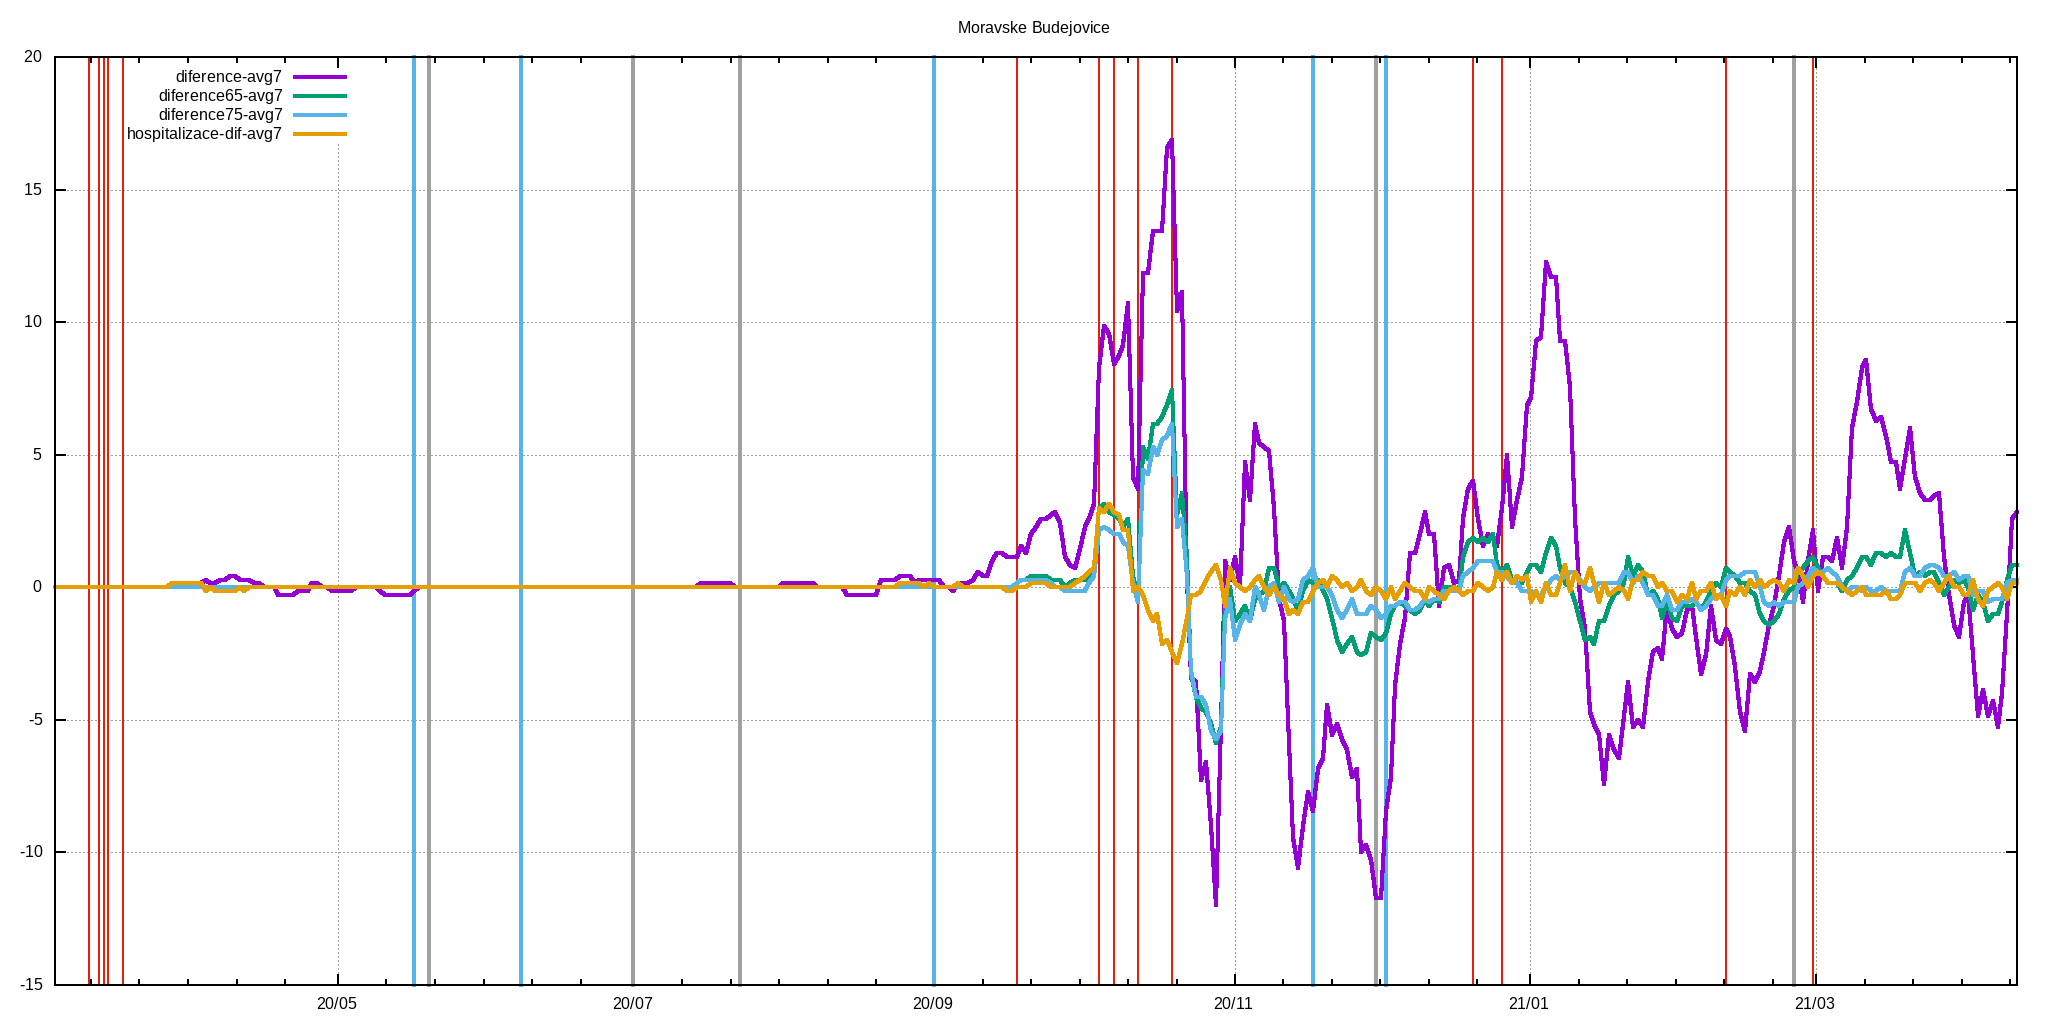 Moravske Budejovice
diference-avg7
diference65-avg7
diference75-avg7
hospitalizace-dif-avg7
20
15
10
5
0
-5
-10
-15
20/05 20/07 20/09 20/11 21/01 21/03